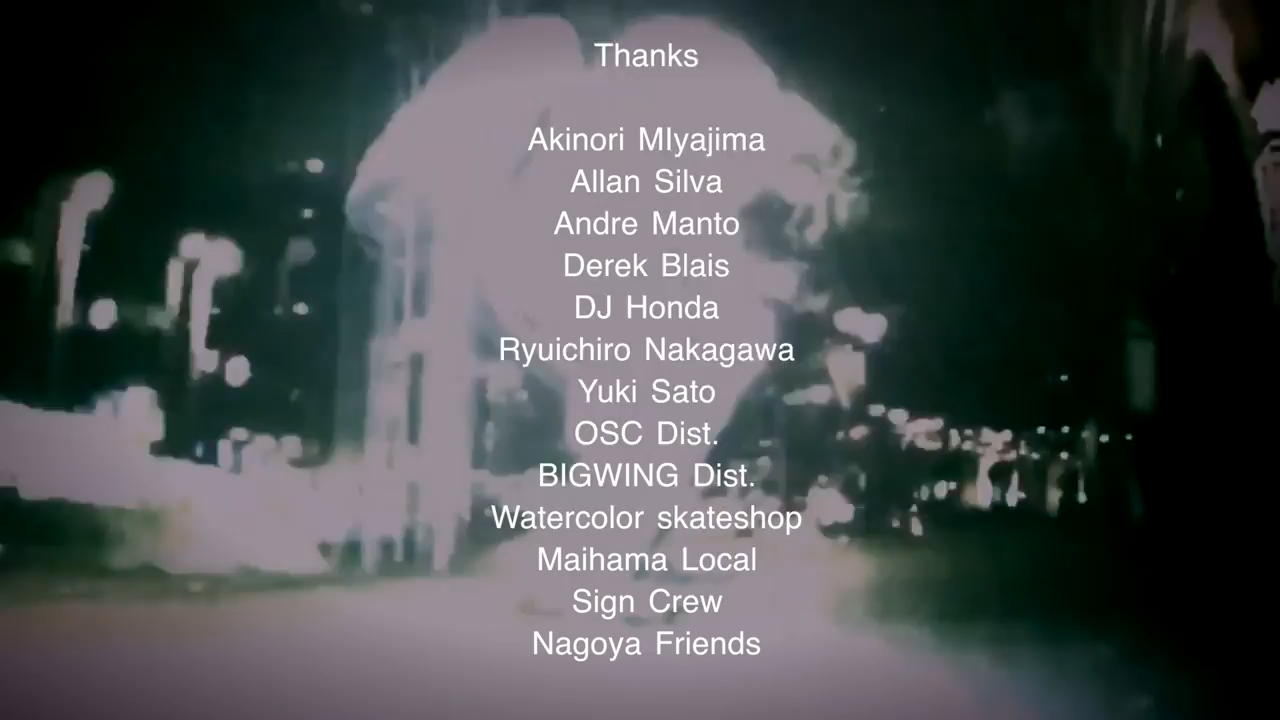 Thanks
Akinori MIyajima
Allan Silva
Andre Manto
Derek Blais
DJ Honda
Ryuichiro Nakagawa
Yuki Sato
OSC Dist.
BIGWING Dist.
Watercolor skateshop
Maihama Local
Sign Crew
Nagoya Friends